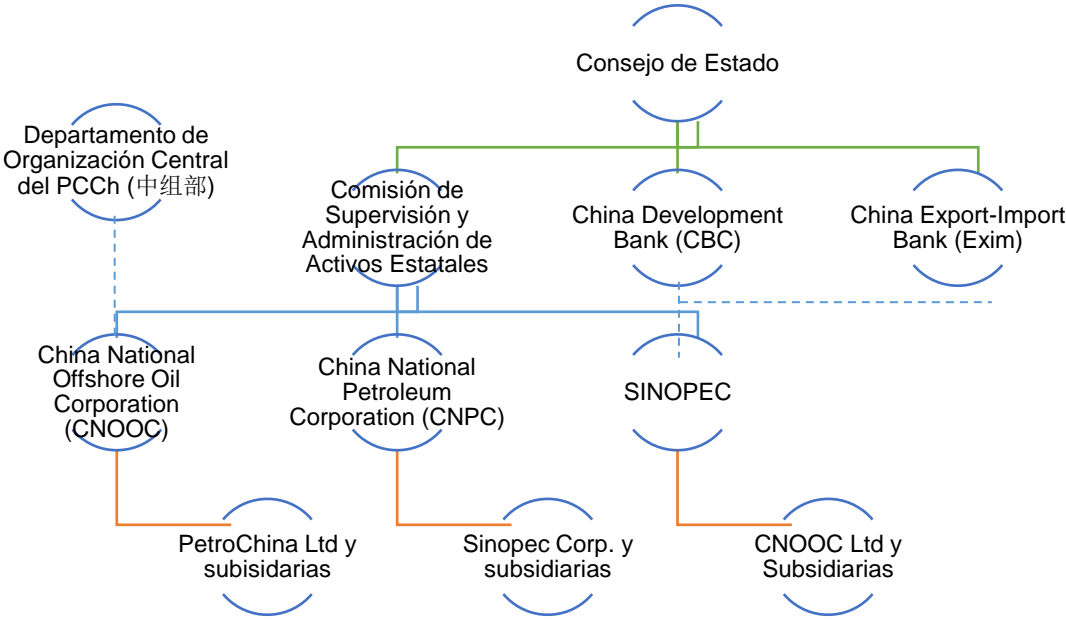 Consejo de Estado
Departamento de
Organización Central
del PCCh (中组部)
Comisión de
Supervisión y
Administración de
Activos Estatales
China Development
Bank (CBC)
China Export-Import
Bank (Exim)
China National
Offshore Oil
Corporation
(CNOOC)
China National
Petroleum
Corporation (CNPC)
SINOPEC
PetroChina Ltd y
subisidarias
Sinopec Corp. y
subsidiarias
CNOOC Ltd y
Subsidiarias